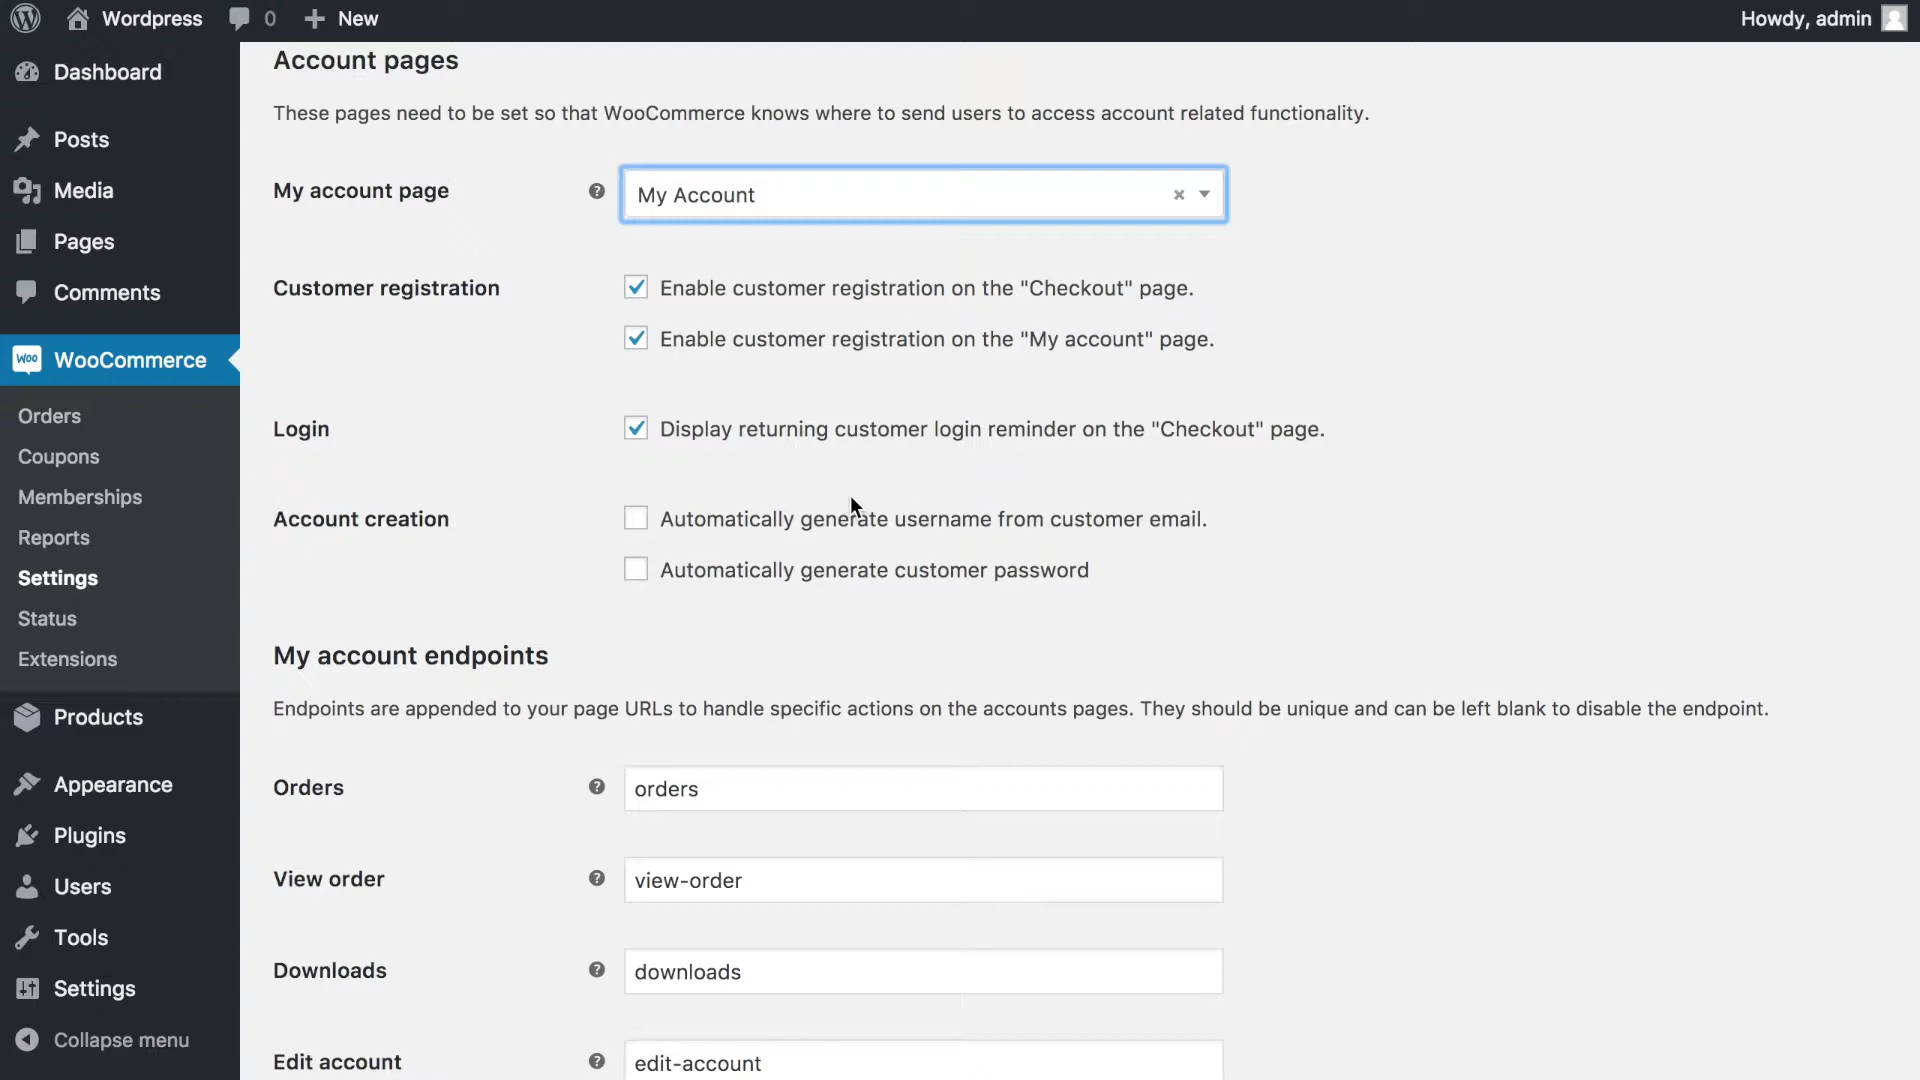 Wordpress 0 New Howdy, admin
Dashboard
Posts
Media
Pages
Comments
WOO WooCommerce
Orders
Coupons
Memberships
Reports
Settings
Status
Extensions
Products
Appearance
Plugins
Users
Tools
Settings
Collapse menu
Account pages
These pages need to be set so that WooCommerce knows where to send users to access account related functionality.
My account page ? My Account ×
Customer registration Enable customer registration on the "Checkout" page.
Enable customer registration on the "My account" page.
Login Display returning customer login reminder on the "Checkout" page.
Account creation Automatically generate username from customer email.
Automatically generate customer password
My account endpoints
Endpoints are appended to your page URLs to handle specific actions on the accounts pages. They should be unique and can be left blank to disable the endpoint.
Orders ? orders
View order ? view-order
Downloads ? downloads
Edit account ? edit-account